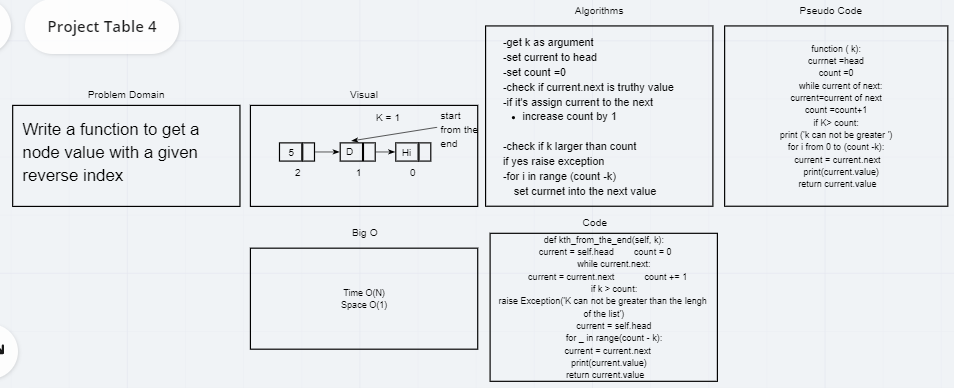 Project Table 4
Problem Domain
Write a function to get a
node value with a given
reverse index
Visual
K = 1
start
from the
end
5
D
Hi
2
1
0
Algorithms
-get k as argument
-set current to head
-set count =0
-check if current.next is truthy value
-if it's assign current to the next
• increase count by 1
-check if k larger than count
if yes raise exception
-for i in range (count -k)
set currnet into the next value
Pseudo Code
function ( k):
currnet =head
count =0
while current of next:
current=current of next
count =count+1
if K> count:
print ('k can not be greater ')
for i from 0 to (count -k):
current = current.next
print(current.value)
return current.value
Big O
Time O(N)
Space O(1)
Code
def kth_from_the_end(self, k):
current = self.head count = 0
while current.next:
current = current.next count += 1
if k > count:
raise Exception('K can not be greater than the lengh
of the list')
current = self.head
for _ in range(count - k):
current = current.next
print(current.value)
return current.value